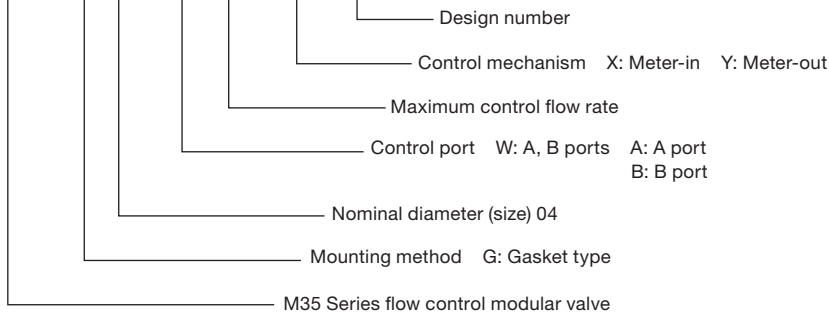 Design number
Control mechanism X: Meter-in Y: Meter-out
Maximum control flow rate
Control port W: A, B ports A: A port
B: B port
Nominal diameter (size) 04
Mounting method G: Gasket type
M35 Series flow control modular valve